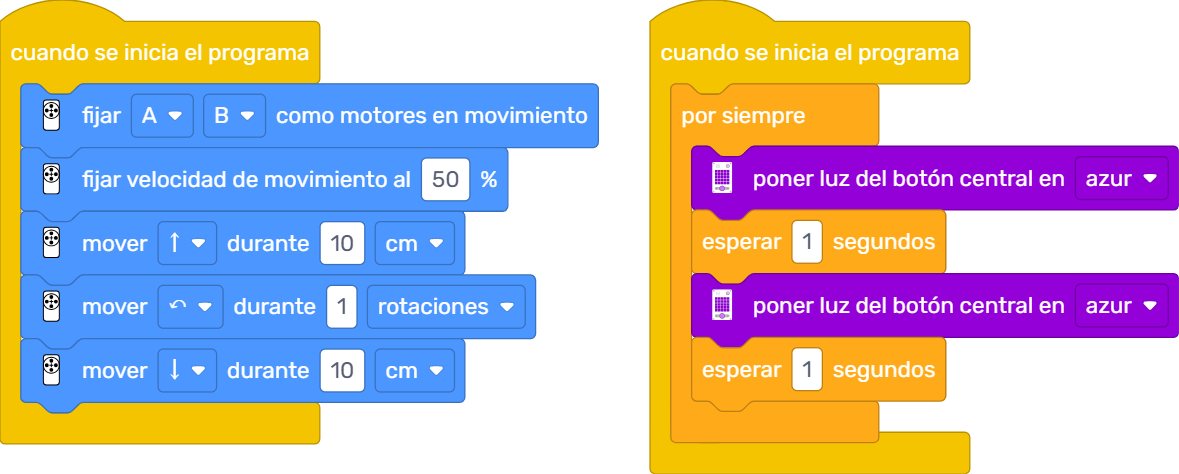 cuando se inicia el programa
fijar A B como motores en movimiento
fijar velocidad de movimiento al 50 %
mover ↑ durante 10 cm
mover ↶ durante 1 rotaciones
mover ↓ durante 10 cm
cuando se inicia el programa
por siempre
poner luz del botón central en azur
esperar 1 segundos
poner luz del botón central en azur
esperar 1 segundos